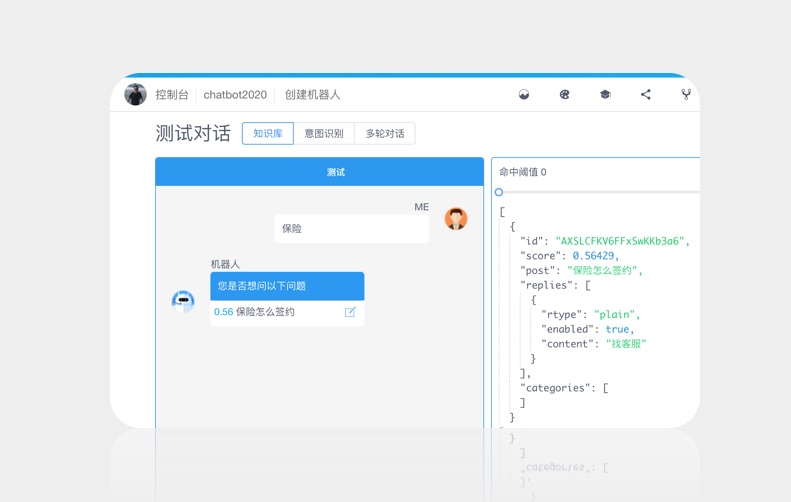 控制台 chatbot2020 创建机器人
测试对话 知识库 意图识别 多轮对话
测试
ME
保险
机器人
您是否想问以下问题
0.56 保险怎么签约
命中阈值 0
[
{
"id": "AXSLCFKV6FFxSwKKb3a6",
"score": 0.56429,
"post": "保险怎么签约",
"replies": [
{
"rtype": "plain",
"enabled": true,
"content": "找客服"
}
],
"categories": [
]
}